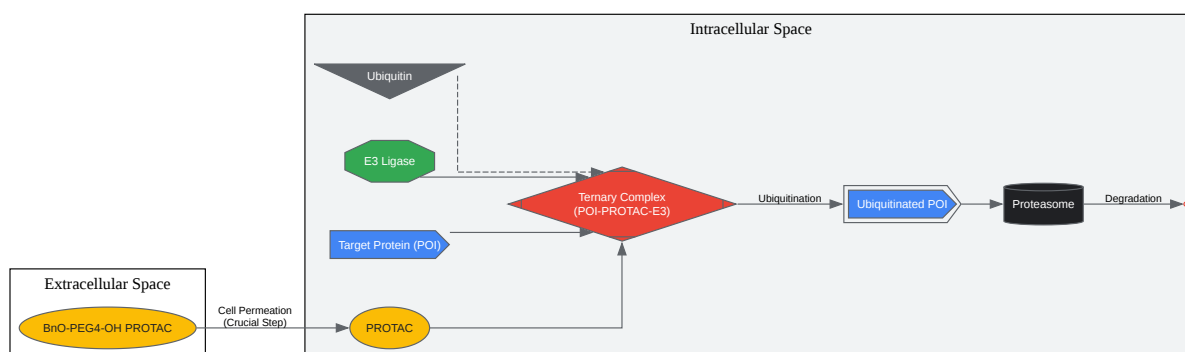 Intracellular Space
Ubiquitin
E3 Ligase
Ternary Complex
(POI-PROTAC-E3)
Ubiquitination
Ubiquitinated POI
Proteasome
Degradation
Target Protein (POI)
Extracellular Space
BnO-PEG4-OH PROTAC
Cell Permeation
(Crucial Step)
PROTAC